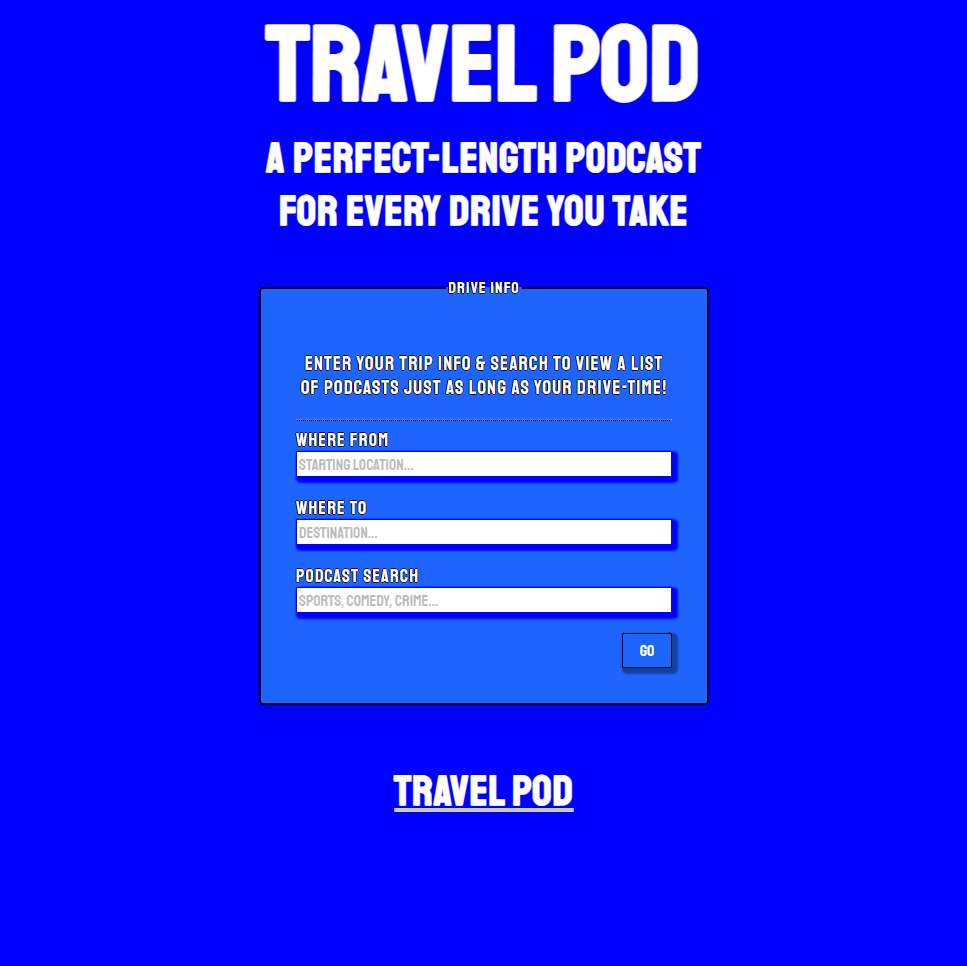 TRAVEL POD
A PERFECT-LENGTH PODCAST
FOR EVERY DRIVE YOU TAKE
DRIVE INFO
ENTER YOUR TRIP INFO & SEARCH TO VIEW A LIST
OF PODCASTS JUST AS LONG AS YOUR DRIVE-TIME!
WHERE FROM
STARTING LOCATION...
WHERE TO
DESTINATION...
PODCAST SEARCH
SPORTS, COMEDY, CRIME...
GO
TRAVEL POD